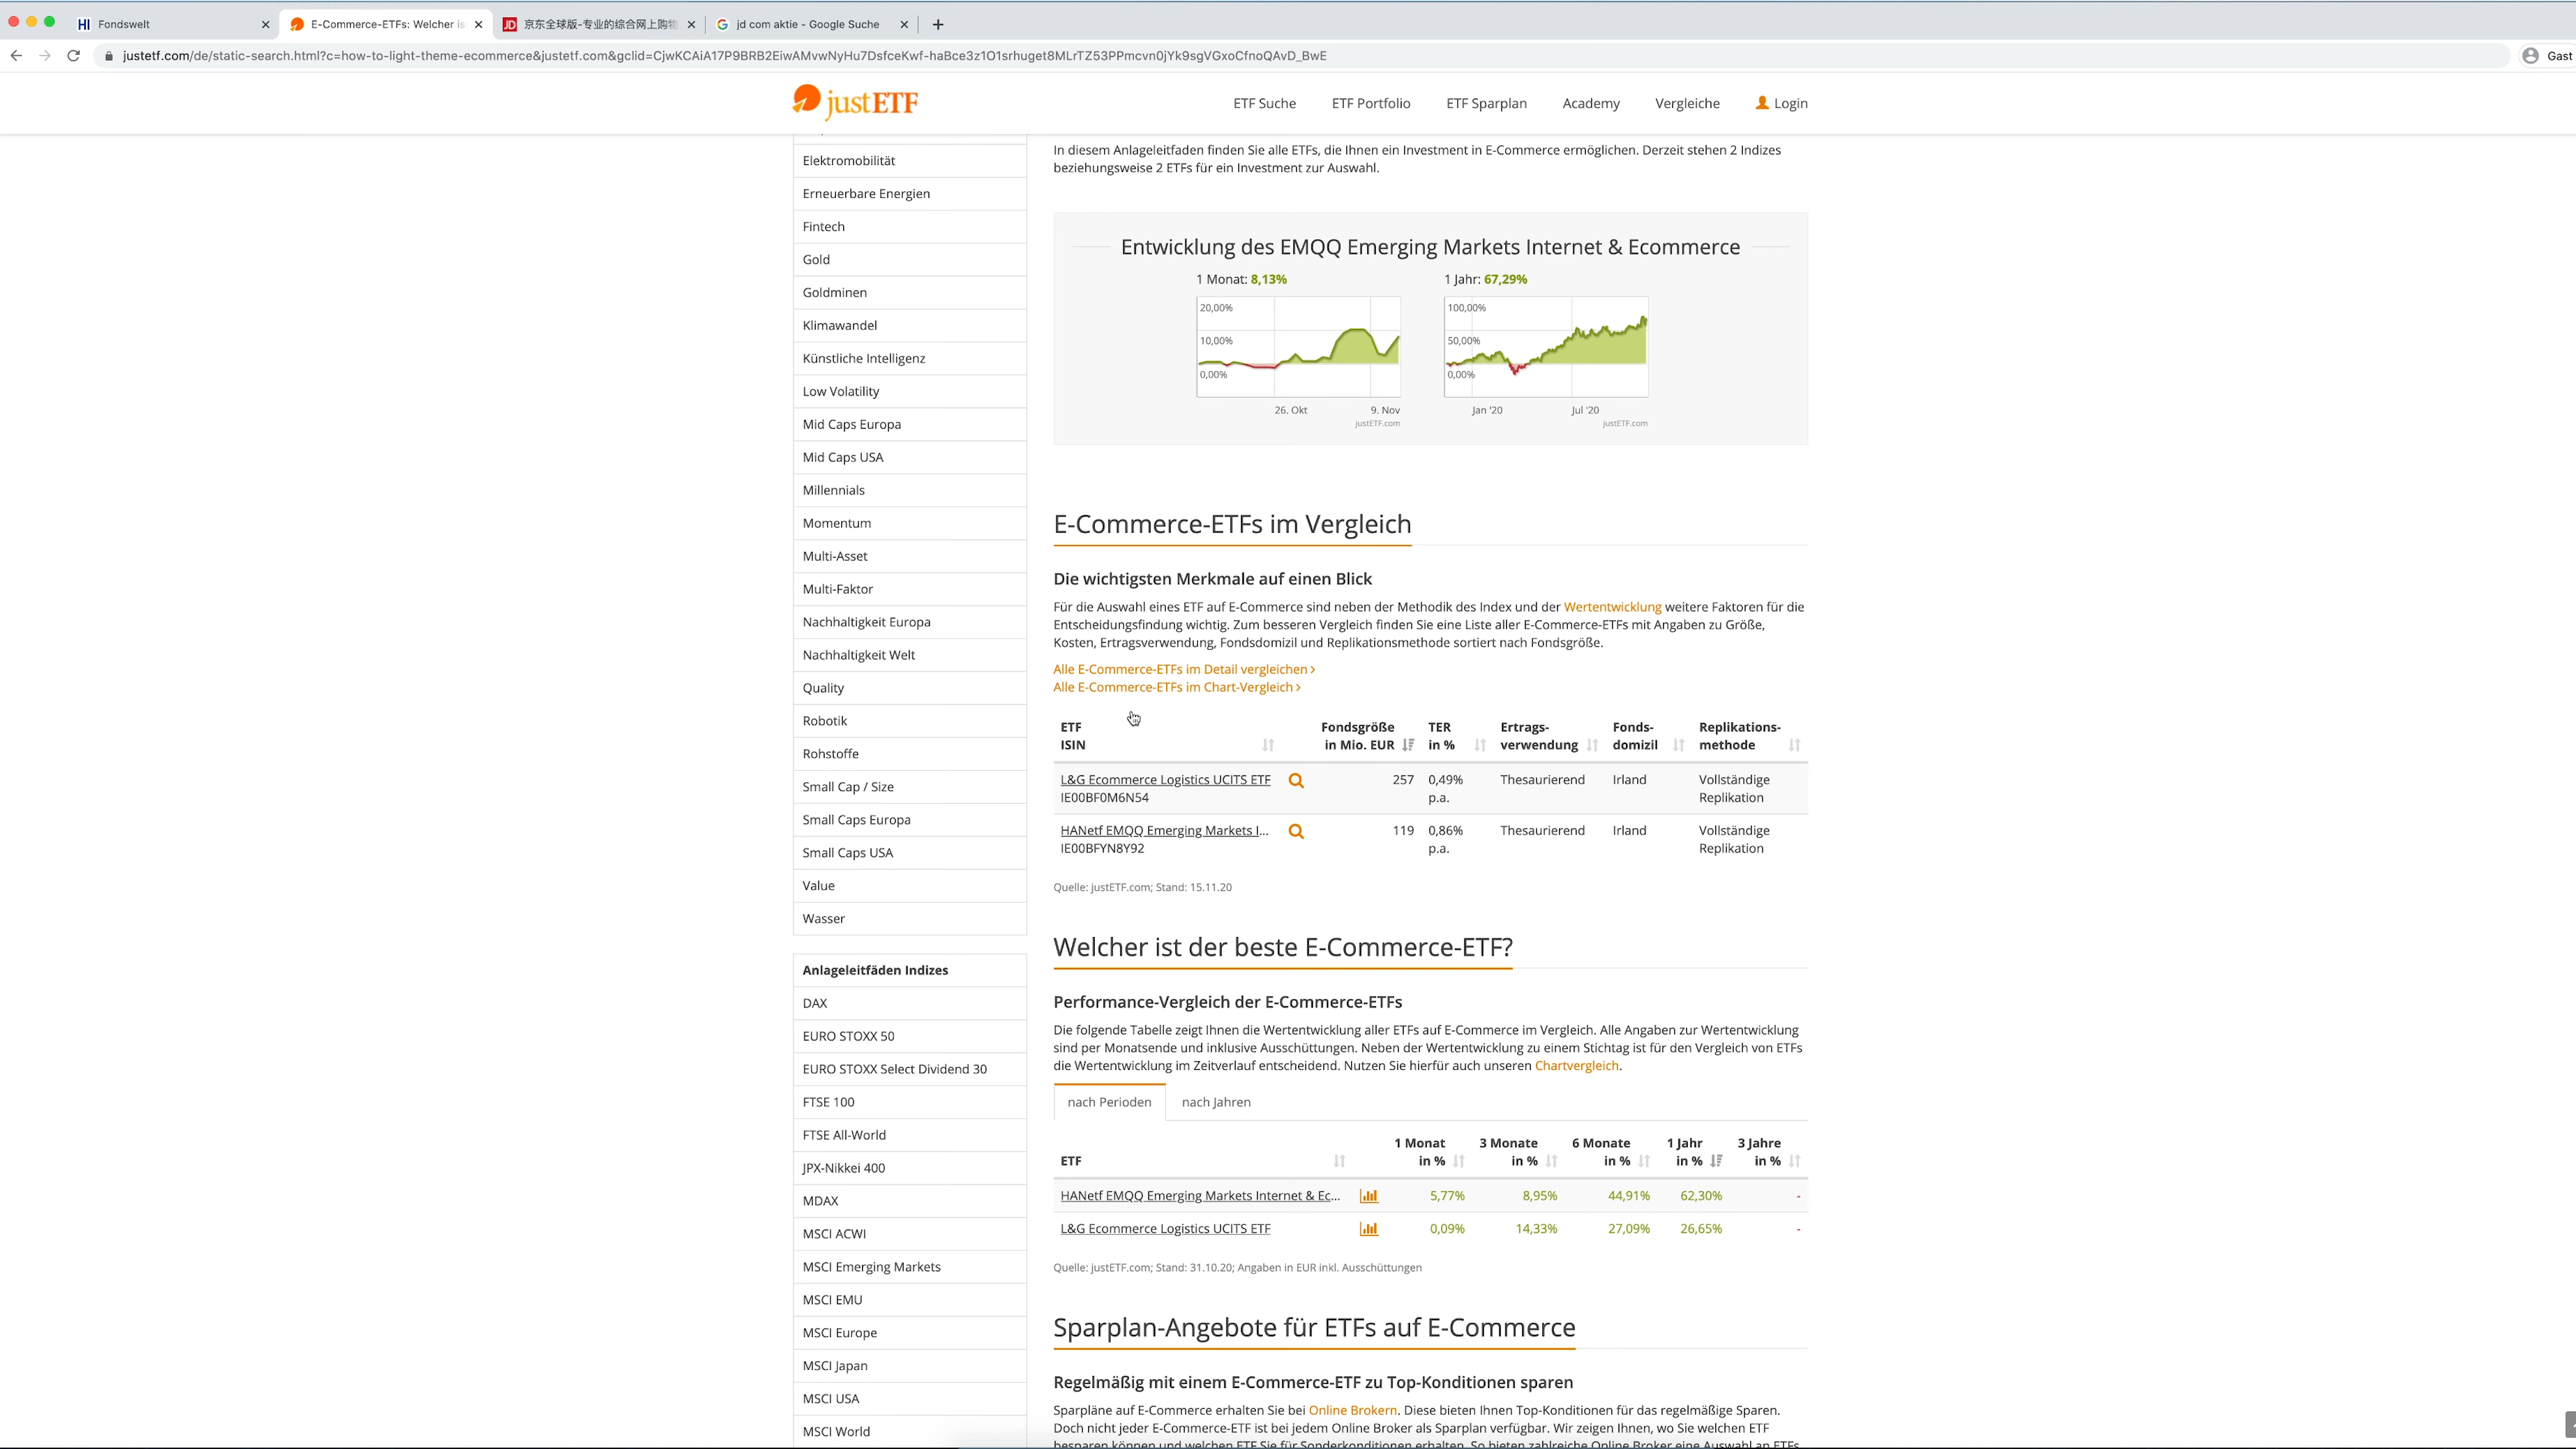 Fondswelt
E-Commerce-ETFs: Welcher is
京东全球版-专业的综合网上购物
jd com aktie - Google Suche
justetf.com/de/static-search.html?c=how-to-light-theme-ecommerce&justetf.com&gclid=CjwKCAiA17P9BRB2EiwAMvwNyHu7DsfceKwf-haBce3z1O1srhuget8MLrTZ53PPmcvn0jYk9sgVGxoCfnoQAvD_BwE
Gast
justETF
ETF Suche
ETF Portfolio
ETF Sparplan
Academy
Vergleiche
Login
Elektromobilität
Erneuerbare Energien
Fintech
Gold
Goldminen
Klimawandel
Künstliche Intelligenz
Low Volatility
Mid Caps Europa
Mid Caps USA
Millennials
Momentum
Multi-Asset
Multi-Faktor
Nachhaltigkeit Europa
Nachhaltigkeit Welt
Quality
Robotik
Rohstoffe
Small Cap / Size
Small Caps Europa
Small Caps USA
Value
Wasser
Anlageleitfäden Indizes
DAX
EURO STOXX 50
EURO STOXX Select Dividend 30
FTSE 100
FTSE All-World
JPX-Nikkei 400
MDAX
MSCI ACWI
MSCI Emerging Markets
MSCI EMU
MSCI Europe
MSCI Japan
MSCI USA
MSCI World
In diesem Anlageleitfaden finden Sie alle ETFs, die Ihnen ein Investment in E-Commerce ermöglichen. Derzeit stehen 2 Indizes
beziehungsweise 2 ETFs für ein Investment zur Auswahl.
Entwicklung des EMQQ Emerging Markets Internet & Ecommerce
1 Monat: 8,13%
20,00%
10,00%
0,00%
26. Okt 9. Nov
justETF.com
1 Jahr: 67,29%
100,00%
50,00%
0,00%
Jan '20 Jul '20
justETF.com
E-Commerce-ETFs im Vergleich
Die wichtigsten Merkmale auf einen Blick
Für die Auswahl eines ETF auf E-Commerce sind neben der Methodik des Index und der Wertentwicklung weitere Faktoren für die
Entscheidungsfindung wichtig. Zum besseren Vergleich finden Sie eine Liste aller E-Commerce-ETFs mit Angaben zu Größe,
Kosten, Ertragsverwendung, Fondsdomizil und Replikationsmethode sortiert nach Fondsgröße.
Alle E-Commerce-ETFs im Detail vergleichen >
Alle E-Commerce-ETFs im Chart-Vergleich >
ETF Fondsgröße TER Ertrags- Fonds- Replikations-
ISIN in Mio. EUR in % verwendung domizil methode
L&G Ecommerce Logistics UCITS ETF 257 0,49% Thesaurierend Irland Vollständige
IE00BF0M6N54 p.a. Replikation
HANetf EMQQ Emerging Markets I... 119 0,86% Thesaurierend Irland Vollständige
IE00BFYN8Y92 p.a. Replikation
Quelle: justETF.com; Stand: 15.11.20
Welcher ist der beste E-Commerce-ETF?
Performance-Vergleich der E-Commerce-ETFs
Die folgende Tabelle zeigt Ihnen die Wertentwicklung aller ETFs auf E-Commerce im Vergleich. Alle Angaben zur Wertentwicklung
sind per Monatsende und inklusive Ausschüttungen. Neben der Wertentwicklung zu einem Stichtag ist für den Vergleich von ETFs
die Wertentwicklung im Zeitverlauf entscheidend. Nutzen Sie hierfür auch unseren Chartvergleich.
nach Perioden nach Jahren
1 Monat 3 Monate 6 Monate 1 Jahr 3 Jahre
ETF in % in % in % in % in %
HANetf EMQQ Emerging Markets Internet & Ec... 5,77% 8,95% 44,91% 62,30% -
L&G Ecommerce Logistics UCITS ETF 0,09% 14,33% 27,09% 26,65% -
Quelle: justETF.com; Stand: 31.10.20; Angaben in EUR inkl. Ausschüttungen
Sparplan-Angebote für ETFs auf E-Commerce
Regelmäßig mit einem E-Commerce-ETF zu Top-Konditionen sparen
Sparpläne auf E-Commerce erhalten Sie bei Online Brokern. Diese bieten Ihnen Top-Konditionen für das regelmäßige Sparen.
Doch nicht jeder E-Commerce-ETF ist bei jedem Online Broker als Sparplan verfügbar. Wir zeigen Ihnen, wo Sie welchen ETF
besparen können und welchen ETF Sie für Sonderkonditionen erhalten. So bieten zahlreiche Online Broker eine Auswahl an ETFs